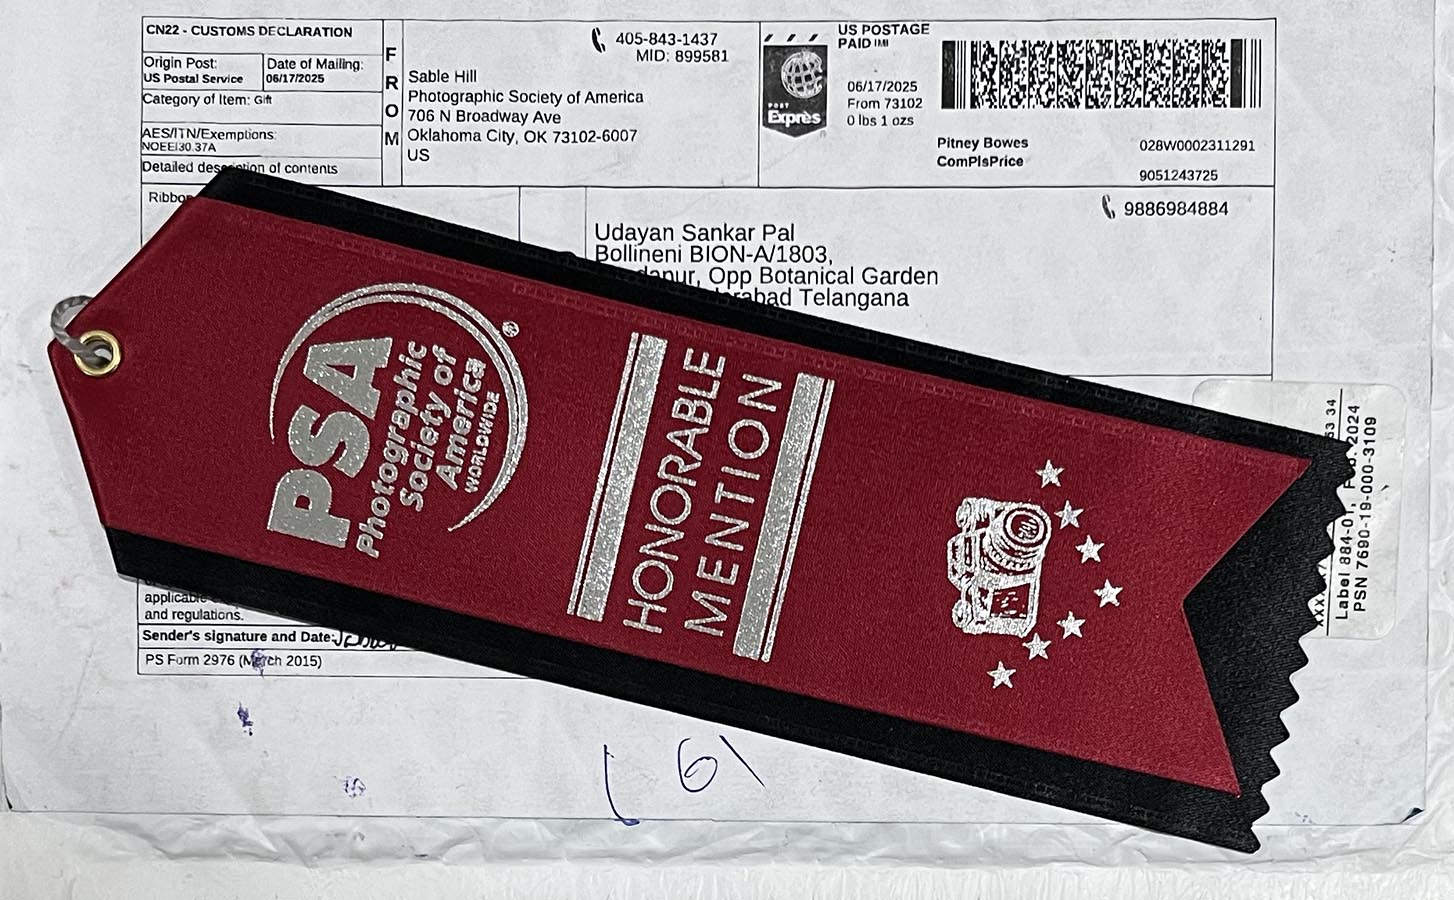 CN22 - CUSTOMS DECLARATION
Origin Post:
US Postal Service
Date of Mailing:
06/17/2025
Category of Item: Gift
AES/ITN/Exemptions:
NOEEI30.37A
Detailed description of contents
FROM
405-843-1437
MID: 899581
Sable Hill
Photographic Society of America
706 N Broadway Ave
Oklahoma City, OK 73102-6007
US
POST
Exprès
US POSTAGE
PAID IMI
06/17/2025
From 73102
0 lbs 1 ozs
Pitney Bowes
ComPlsPrice
028W0002311291
9051243725
9886984884
Udayan Sankar Pal
Bollineni BION-A/1803,
Opp Botanical Garden
Telangana
PSA
Photographic
Society of
America
WORLDWIDE
®
HONORABLE
MENTION
applicable
and regulations.
Sender's signature and Date:
PS Form 2976 (March 2015)
Label 884-01, 2024
PSN 7690-19-000-3109
61